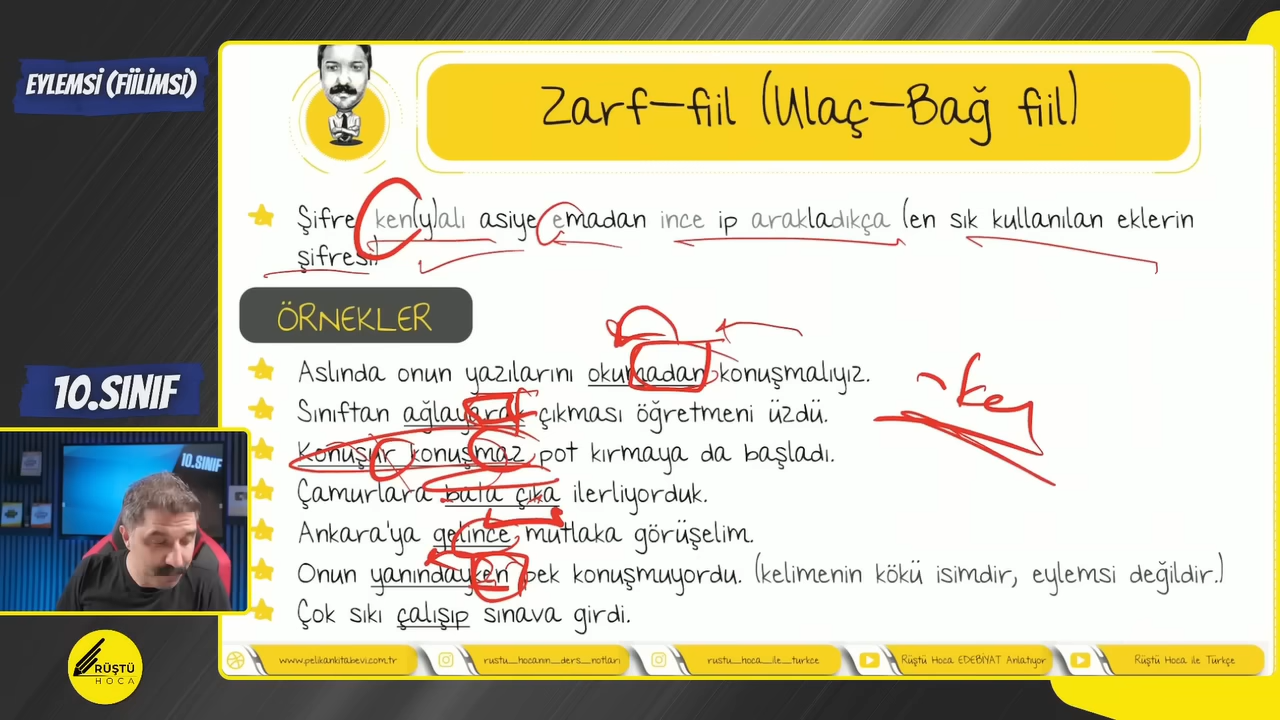 EYLEMSİ (FİİLİMSİ)
Zarf-fiil (Ulaç-Bağ fiil)
Şifre ken(y)alı asiye emadan ince ip arakladıkça (en sık kullanılan eklerin
şifresi)
ÖRNEKLER
Aslında onun yazılarını okumadan konuşmalıyız.
Sınıftan ağlayarak çıkması öğretmeni üzdü.
Konuşur konuşmaz pot kırmaya da başladı.
Çamurlara bata çıka ilerliyorduk.
Ankara'ya gelince mutlaka görüşelim.
Onun yanındayken pek konuşmuyordu. (kelimenin kökü isimdir, eylemsi değildir.)
Çok sıkı çalışıp sınava girdi.
-ken
10.SINIF
10.SINIF
RÜŞTÜ
HOCA
www.pelikankitabevi.com.tr
rustu_hocanin_ders_notlari
rustu_hoca_ile_turkce
Rüştü Hoca EDEBİYAT Anlatıyor
Rüştü Hoca ile Türkçe